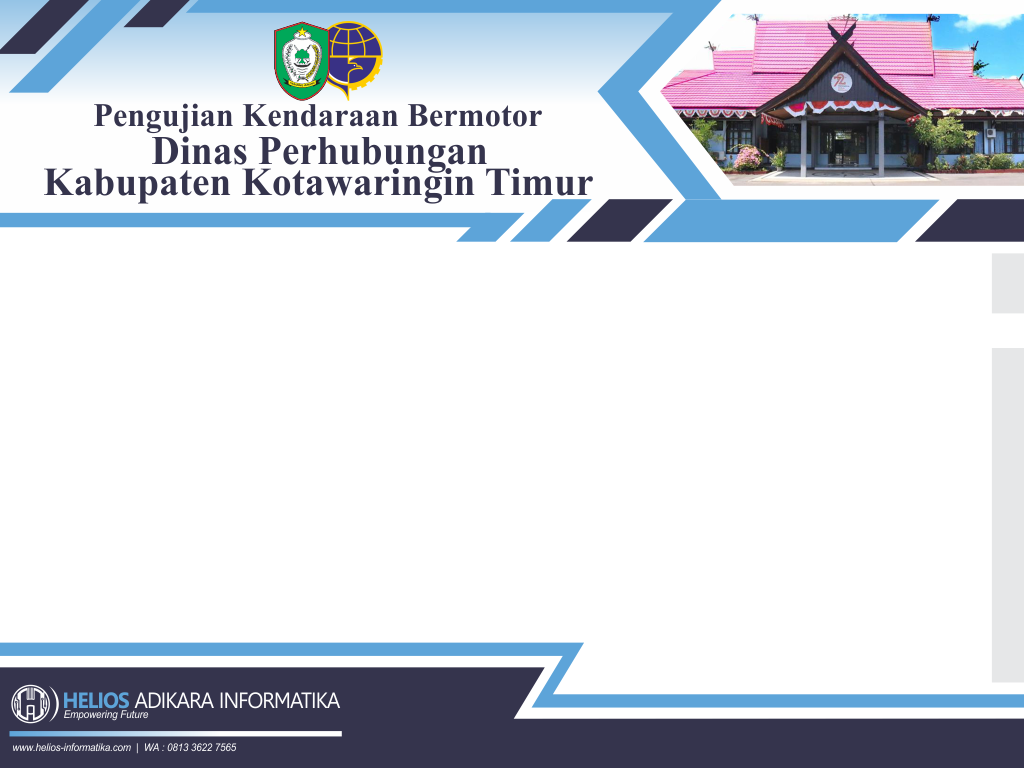 Pengujian Kendaraan Bermotor
Dinas Perhubungan
Kabupaten Kotawaringin Timur
HELIOS ADIKARA INFORMATIKA
Empowering Future
www.helios-informatika.com | WA : 0813 3622 7565